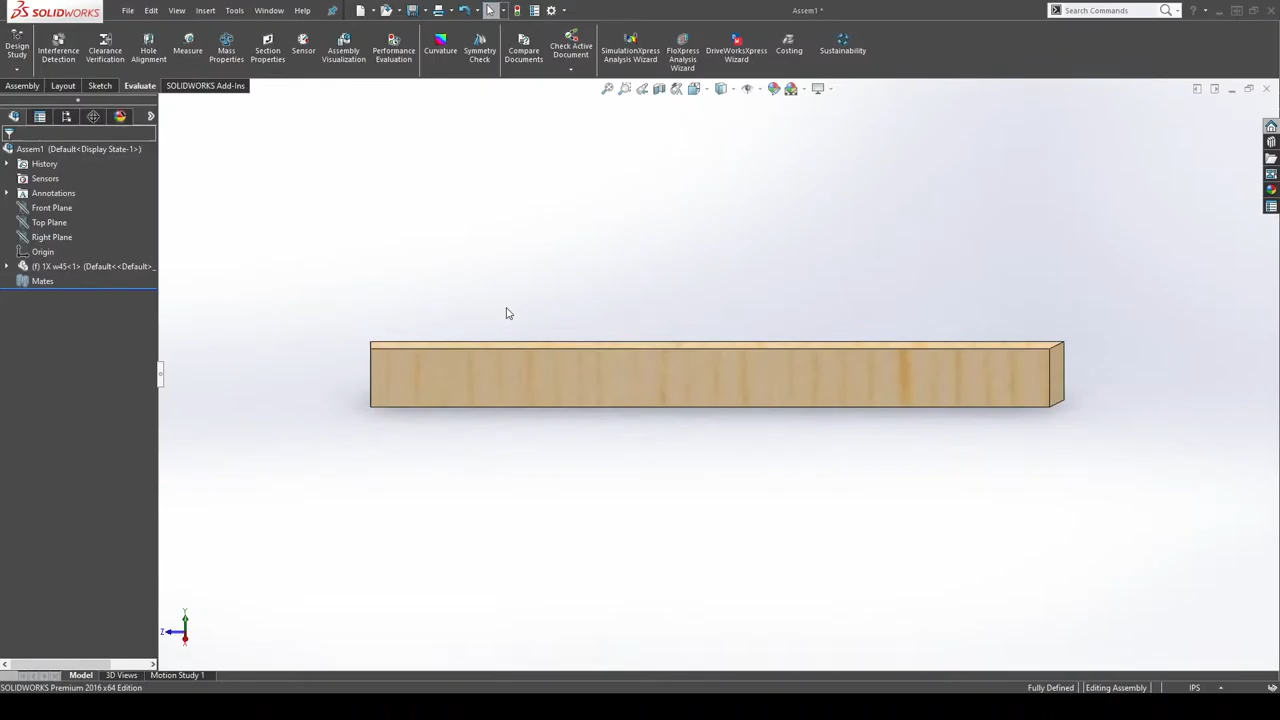 SOLIDWORKS
File Edit View Insert Tools Window Help
Assem1 *
Search Commands
Design Study
Interference Detection
Clearance Verification
Hole Alignment
Measure
Mass Properties
Section Properties
Sensor
Assembly Visualization
Performance Evaluation
Curvature
Symmetry Check
Compare Documents
Check Active Document
SimulationXpress Analysis Wizard
FloXpress Analysis Wizard
DriveWorksXpress Wizard
Costing
Sustainability
Assembly Layout Sketch Evaluate SOLIDWORKS Add-Ins
Assem1 (Default<Display State-1>)
History
Sensors
Annotations
Front Plane
Top Plane
Right Plane
Origin
(f) 1X w45<1> (Default<<Default>_
Mates
Y
Z
X
Model 3D Views Motion Study 1
SOLIDWORKS Premium 2016 x64 Edition
Fully Defined Editing Assembly IPS